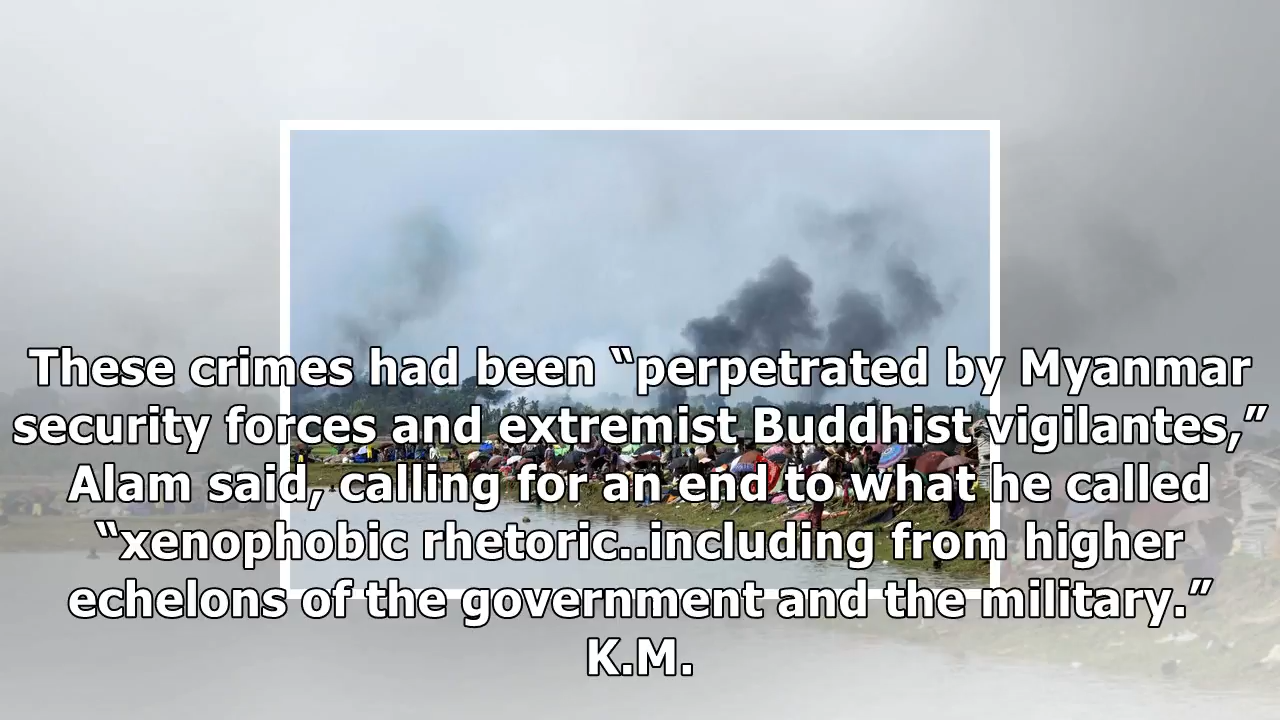 These crimes had been “perpetrated by Myanmar
security forces and extremist Buddhist vigilantes,”
Alam said, calling for an end to what he called
“xenophobic rhetoric..including from higher
echelons of the government and the military.”
K.M.